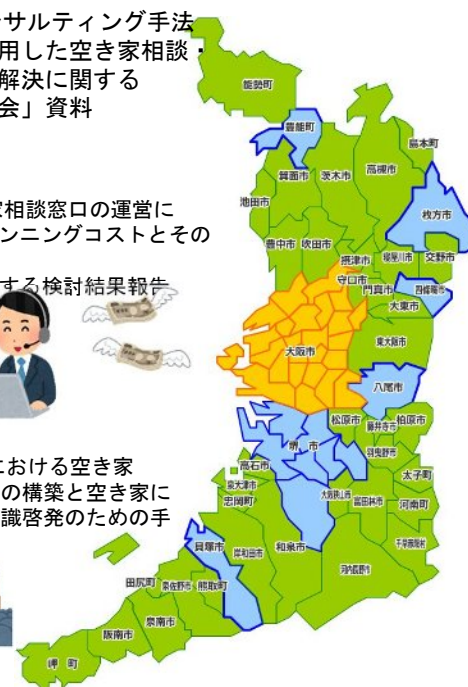 サルティング手法
用した空き家相談・
解決に関する
会」資料
家相談窓口の運営に
ンニングコストとその
する検討結果報告
における空き家
の構築と空き家に
識啓発のための手
能勢町
豊能町
島本町
高槻市
箕面市
茨木市
池田市
枚方市
豊中市
吹田市
摂津市
寝屋川市
交野市
守口市
門真市
四條畷市
大東市
大阪市
東大阪市
八尾市
松原市
藤井寺市
柏原市
堺 市
羽曳野市
高石市
太子町
泉大津市
大阪狭山市
富田林市
河南町
忠岡町
千早赤阪村
貝塚市
岸和田市
和泉市
河内長野市
田尻町
泉佐野市
熊取町
泉南市
阪南市
岬 町